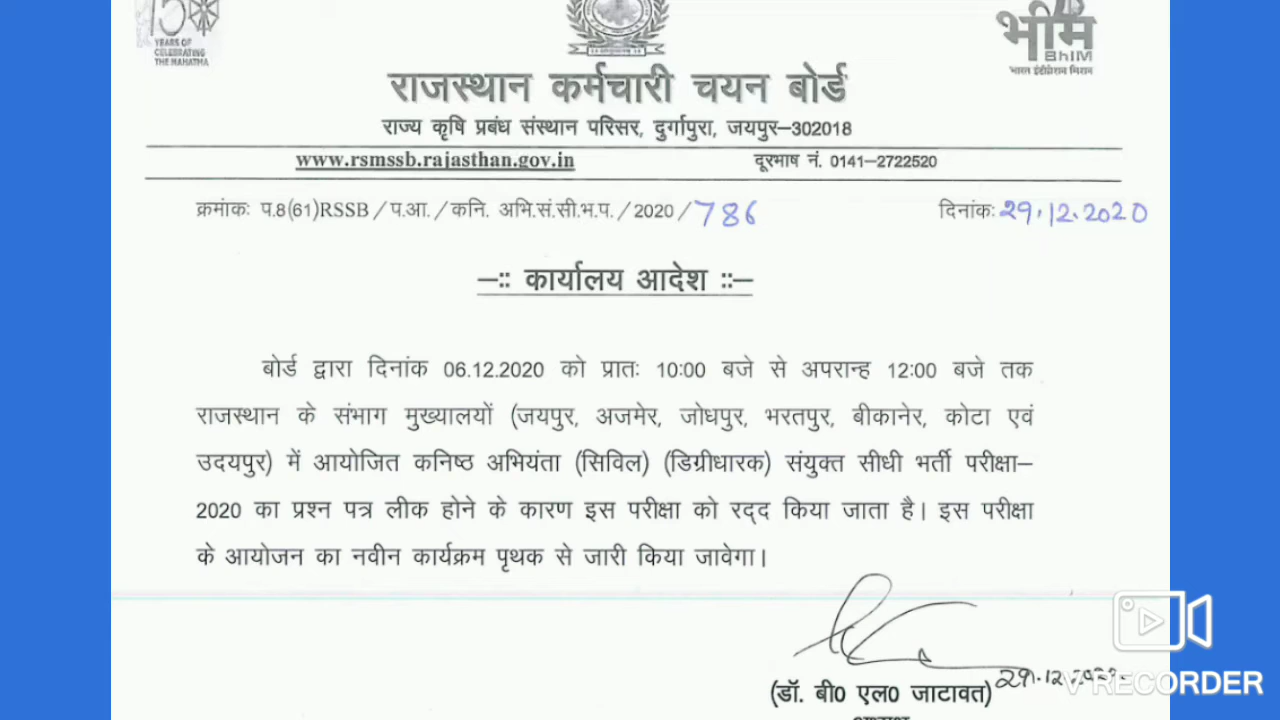 150
YEARS OF
CELEBRATING
THE MAHATMA
भीम
BHIM
राजस्थान कर्मचारी चयन बोर्ड
राज्य कृषि प्रबंध संस्थान परिसर, दुर्गापुरा, जयपुर–302018
www.rsmssb.rajasthan.gov.in दूरभाष नं. 0141–2722520
क्रमांकः प.8(61)RSSB/प.आ./कनि. अभि.सं.सी.भ.प./2020/786 दिनांकः 29.12.2020
–:: कार्यालय आदेश ::–
बोर्ड द्वारा दिनांक 06.12.2020 को प्रातः 10:00 बजे से अपरान्ह 12:00 बजे तक
राजस्थान के संभाग मुख्यालयों (जयपुर, अजमेर, जोधपुर, भरतपुर, बीकानेर, कोटा एवं
उदयपुर) में आयोजित कनिष्ठ अभियंता (सिविल) (डिग्रीधारक) संयुक्त सीधी भर्ती परीक्षा–
2020 का प्रश्न पत्र लीक होने के कारण इस परीक्षा को रद्द किया जाता है। इस परीक्षा
के आयोजन का नवीन कार्यक्रम पृथक से जारी किया जावेगा।
29.12.2020
(डॉ. बी0 एल0 जाटावत)
V RECORDER